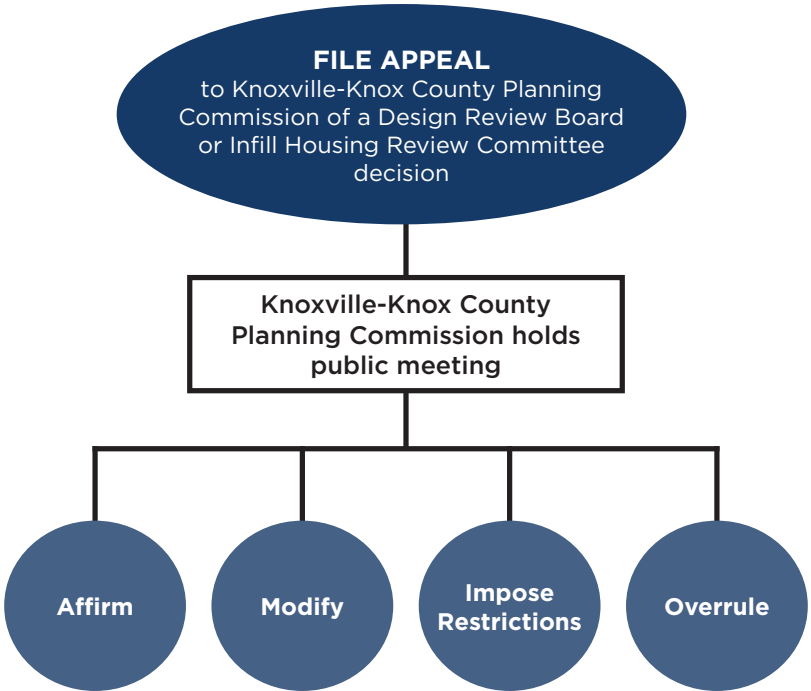 FILE APPEAL
to Knoxville-Knox County Planning
Commission of a Design Review Board
or Infill Housing Review Committee
decision
Knoxville-Knox County
Planning Commission holds
public meeting
Affirm
Modify
Impose
Restrictions
Overrule